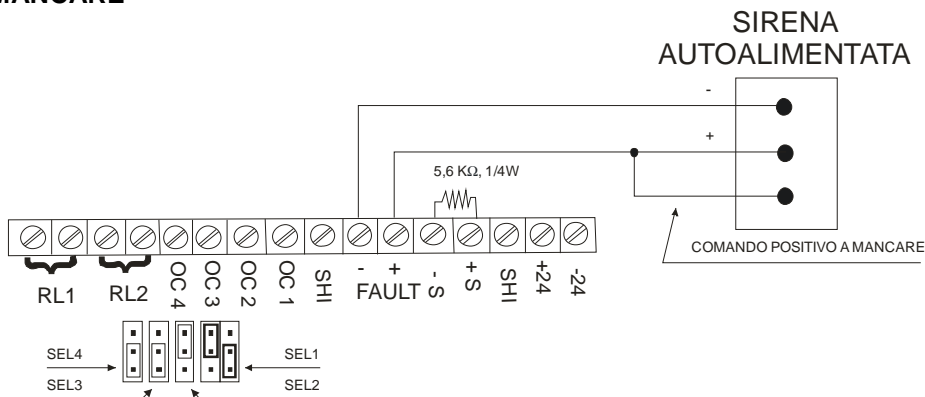 MANCARE
SIRENA
AUTOALIMENTATA
-
+
5,6 KΩ, 1/4W
COMANDO POSITIVO A MANCARE
RL1
RL2
OC 4
OC 3
OC 2
OC 1
SHI
- +
FAULT
- S
+ S
SHI
+24
-24
SEL4
SEL3
SEL1
SEL2